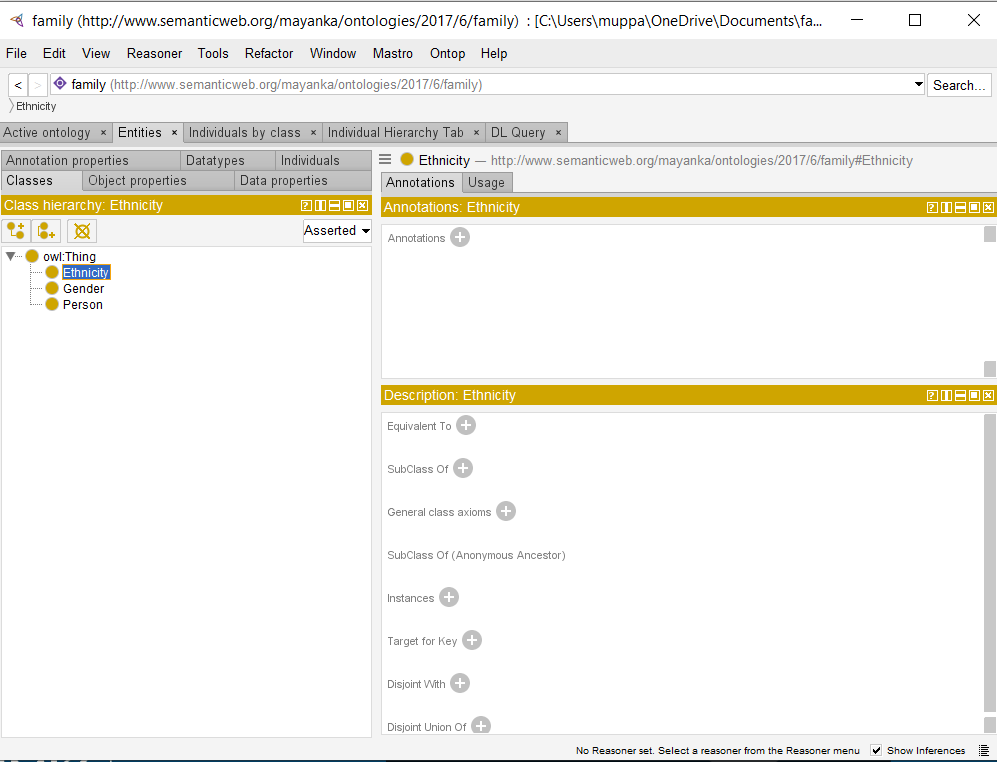 family (http://www.semanticweb.org/mayanka/ontologies/2017/6/family) : [C:\Users\muppa\OneDrive\Documents\fa...
File Edit View Reasoner Tools Refactor Window Mastro Ontop Help
< > family (http://www.semanticweb.org/mayanka/ontologies/2017/6/family) Search...
Ethnicity
Active ontology × Entities × Individuals by class × Individual Hierarchy Tab × DL Query ×
Annotation properties Datatypes Individuals
Classes Object properties Data properties
Class hierarchy: Ethnicity
Asserted
owl:Thing
Ethnicity
Gender
Person
Ethnicity — http://www.semanticweb.org/mayanka/ontologies/2017/6/family#Ethnicity
Annotations Usage
Annotations: Ethnicity
Annotations
Description: Ethnicity
Equivalent To
SubClass Of
General class axioms
SubClass Of (Anonymous Ancestor)
Instances
Target for Key
Disjoint With
Disjoint Union Of
No Reasoner set. Select a reasoner from the Reasoner menu Show Inferences